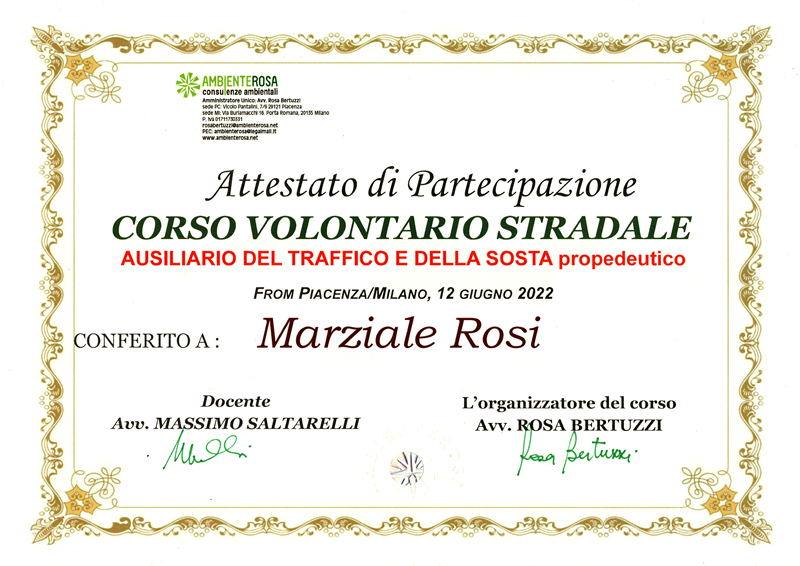 AMBIENTEROSA
consulenze ambientali
Amministratore Unico: Avv. Rosa Bertuzzi
sede PC: Vicolo Pantalini, 7/9 29121 Piacenza
sede MI: Via Burlamacchi 16. Porta Romana, 20135 Milano
P. Iva 01711730331
rosabertuzzi@ambienterosa.net
PEC: ambienterosa@legalmail.it
www.ambienterosa.net
Attestato di Partecipazione
CORSO VOLONTARIO STRADALE
AUSILIARIO DEL TRAFFICO E DELLA SOSTA propedeutico
From Piacenza/Milano, 12 giugno 2022
CONFERITO A : Marziale Rosi
Docente
Avv. MASSIMO SALTARELLI
L'organizzatore del corso
Avv. ROSA BERTUZZI
Rosa Bertuzzi